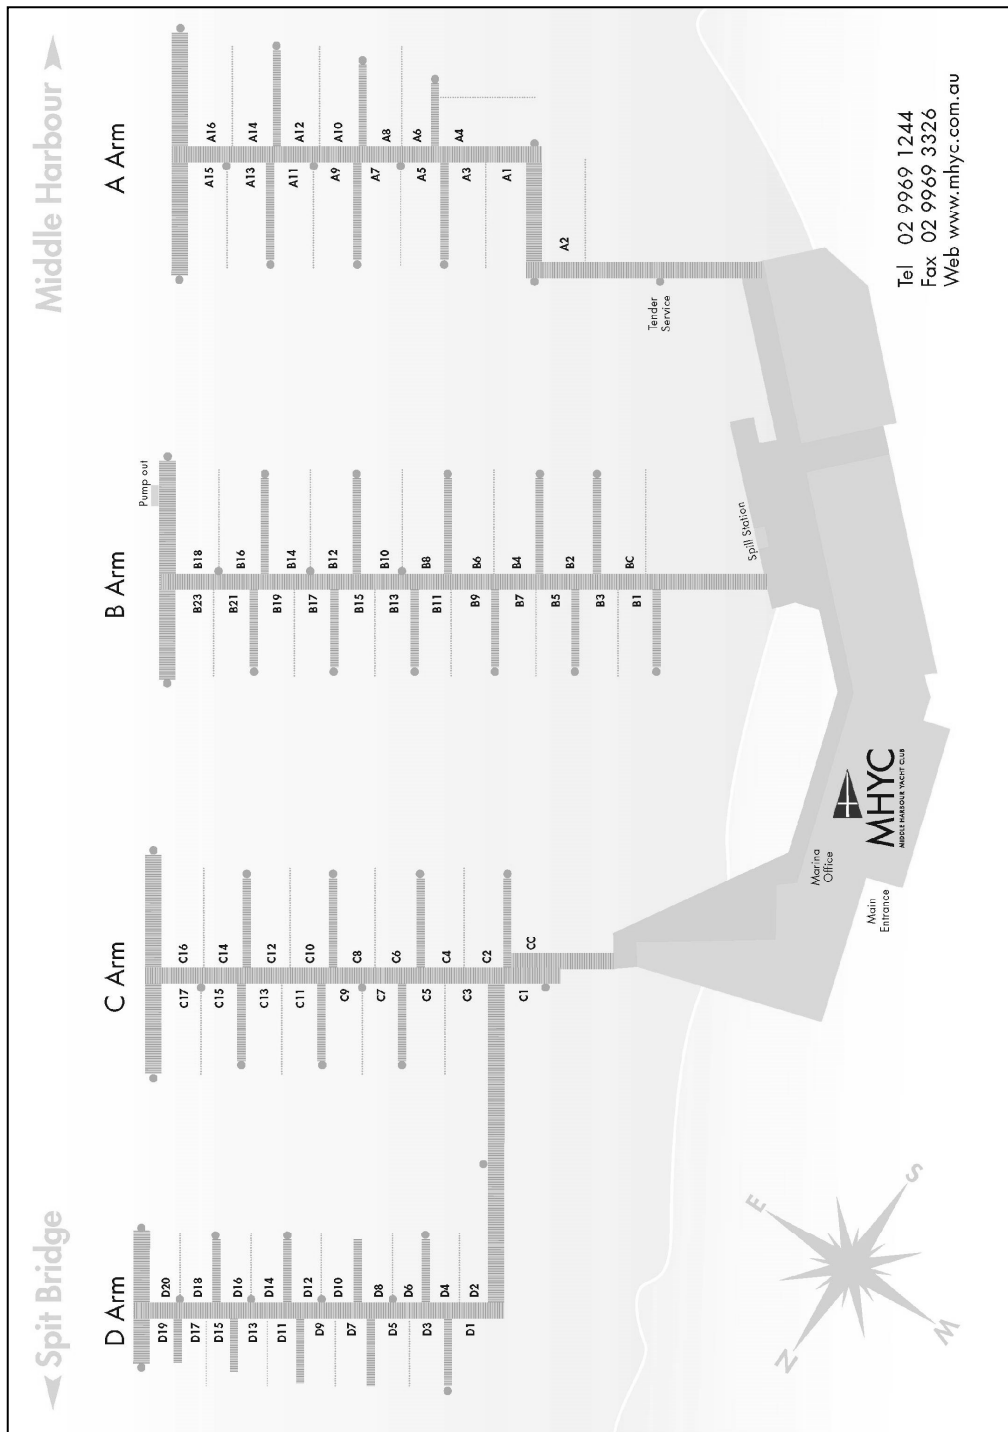 Spit Bridge
Middle Harbour
D Arm
C Arm
B Arm
A Arm
D19
D20
D17
D18
D15
D16
D13
D14
D11
D12
D9
D10
D7
D8
D5
D6
D3
D4
D1
D2
C17
C16
C15
C14
C13
C12
C11
C10
C9
C8
C7
C6
C5
C4
C3
C2
C1
CC
Pump out
B23
B18
B21
B16
B19
B14
B17
B12
B15
B10
B13
B8
B11
B6
B9
B4
B7
B2
B5
BC
B3
B1
A15
A16
A13
A14
A11
A12
A9
A10
A7
A8
A5
A6
A3
A4
A1
A2
Tender
Service
Spill Station
Marina
Office
Main
Entrance
MHYC
MIDDLE HARBOUR YACHT CLUB
N
E
S
W
Tel 02 9969 1244
Fax 02 9969 3326
Web www.mhyc.com.au